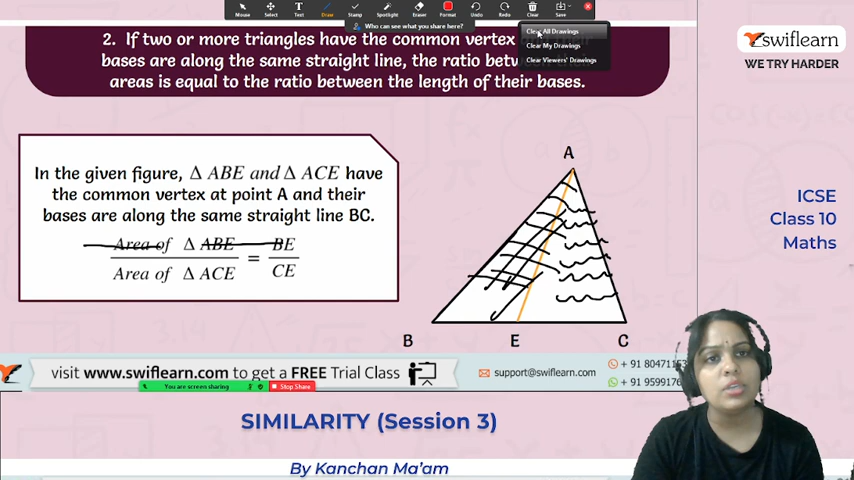 Mouse Select Text Draw Stamp Spotlight Eraser Format Undo Redo Clear Save
Who can see what you share here?
Clear All Drawings
Clear My Drawings
Clear Viewers' Drawings
2. If two or more triangles have the common vertex
bases are along the same straight line, the ratio
areas is equal to the ratio between the length of their bases.
swiflearn
WE TRY HARDER
In the given figure, Δ ABE and Δ ACE have
the common vertex at point A and their
bases are along the same straight line BC.
Area of Δ ABE / Area of Δ ACE = BE / CE
A
B E C
ICSE
Class 10
Maths
visit www.swiflearn.com to get a FREE Trial Class
support@swiflearn.com
+ 91 8047115
+ 91 9599176
You are screen sharing Stop Share
SIMILARITY (Session 3)
By Kanchan Ma'am